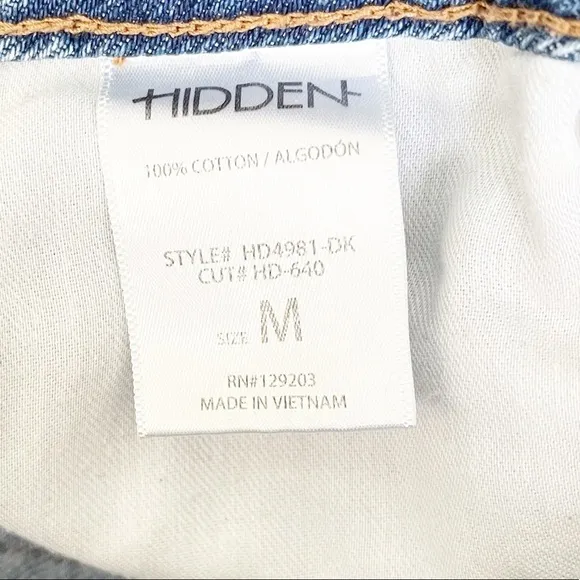 HIDDEN
100% COTTON / ALGODÓN
STYLE# HD4981-DK
CUT# HD-640
SIZE M
RN#129203
MADE IN VIETNAM